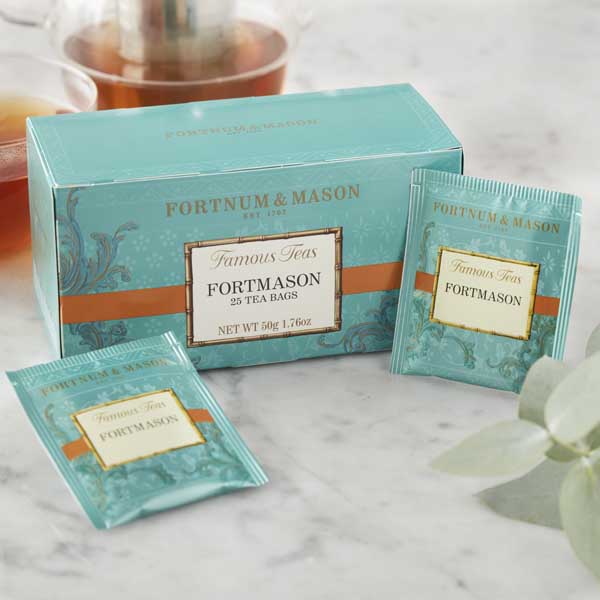 FORTNUM & MASON
FORTNUM & MASON
EST 1707
Famous Teas
FORTMASON
25 TEA BAGS
NET WT 50g 1.76oz
FORTNUM & MASON
Famous Teas
FORTMASON
FORTNUM & MASON
Famous Teas
FORTMASON